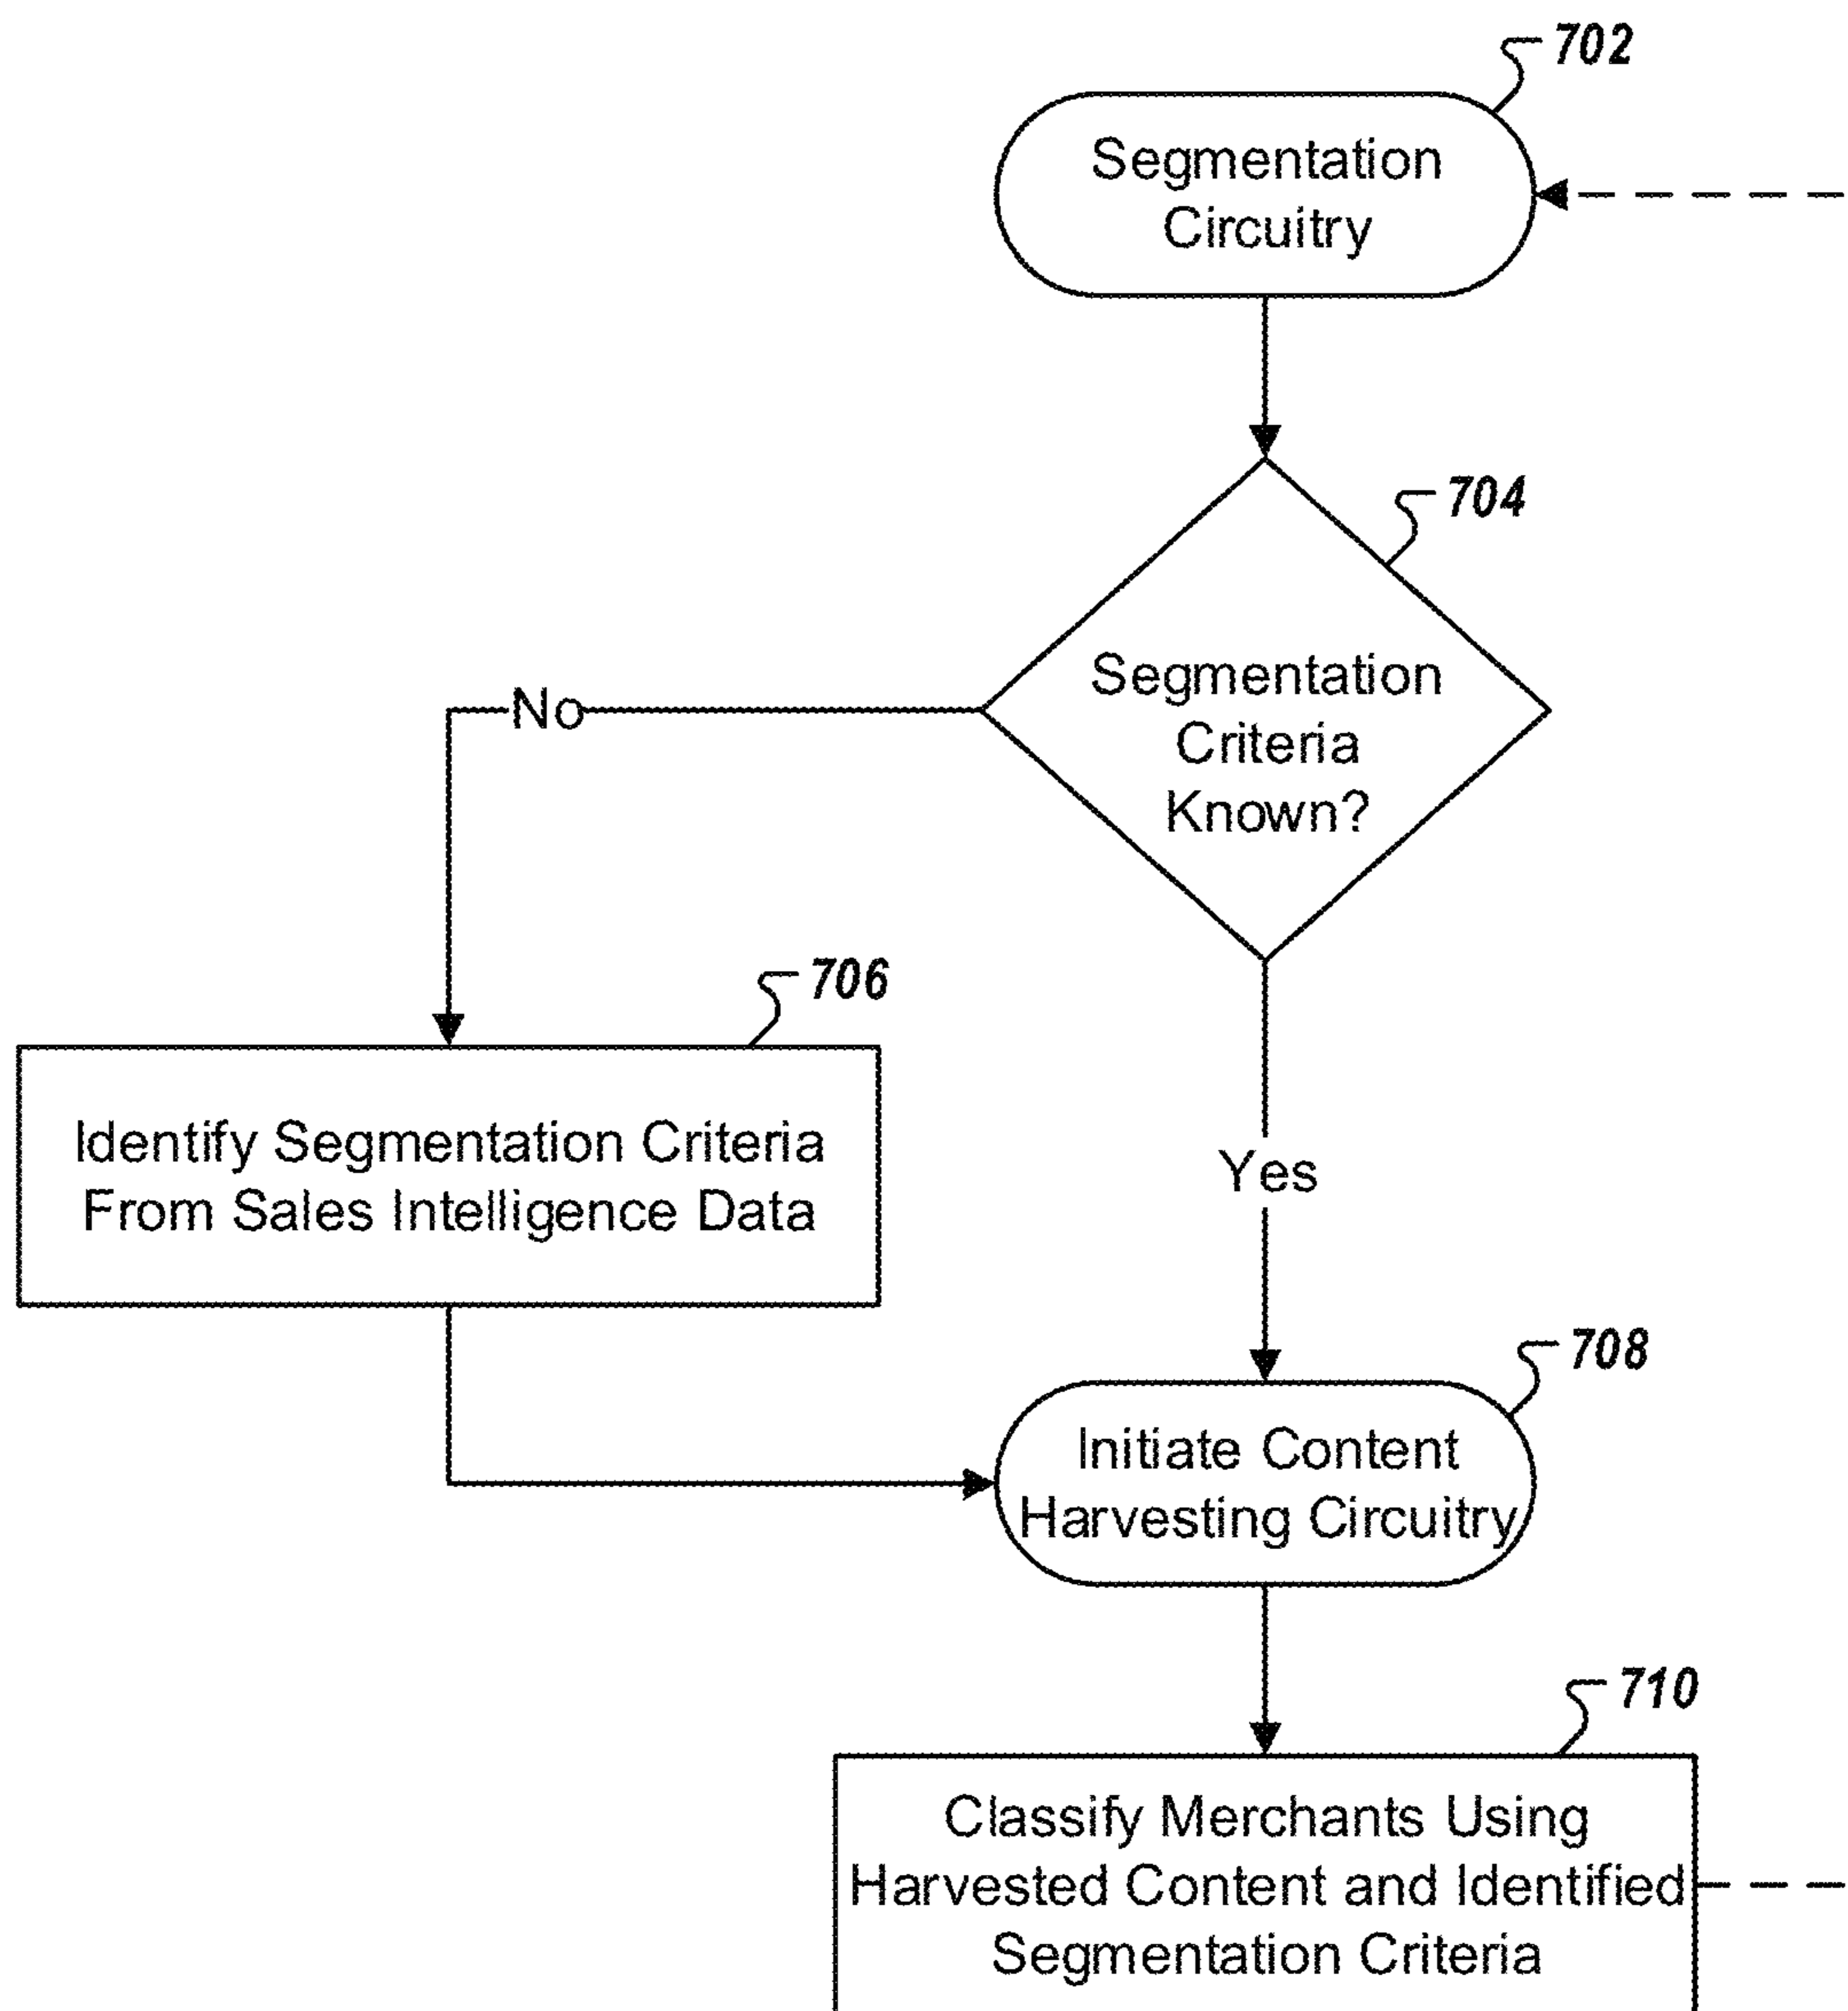 702
Segmentation
Circuitry
704
Segmentation
Criteria
Known?
No
706
Identify Segmentation Criteria
From Sales Intelligence Data
Yes
708
Initiate Content
Harvesting Circuitry
710
Classify Merchants Using
Harvested Content and Identified
Segmentation Criteria